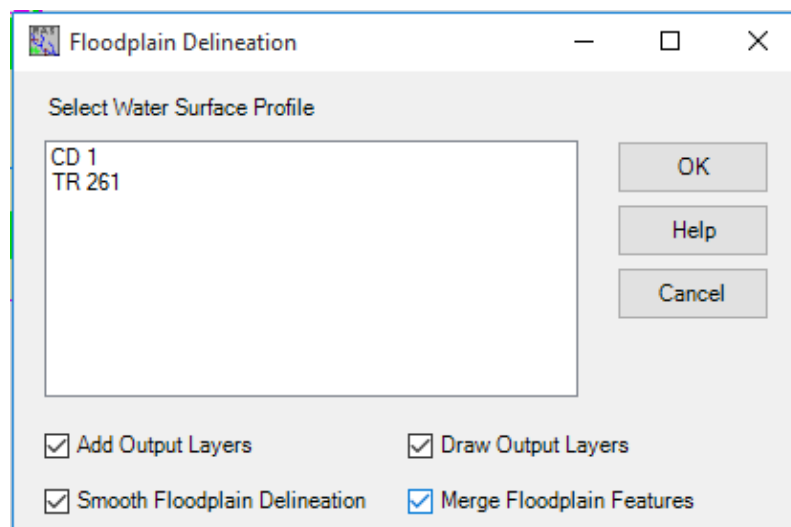 Floodplain Delineation
Select Water Surface Profile
CD 1
TR 261
OK
Help
Cancel
Add Output Layers
Draw Output Layers
Smooth Floodplain Delineation
Merge Floodplain Features